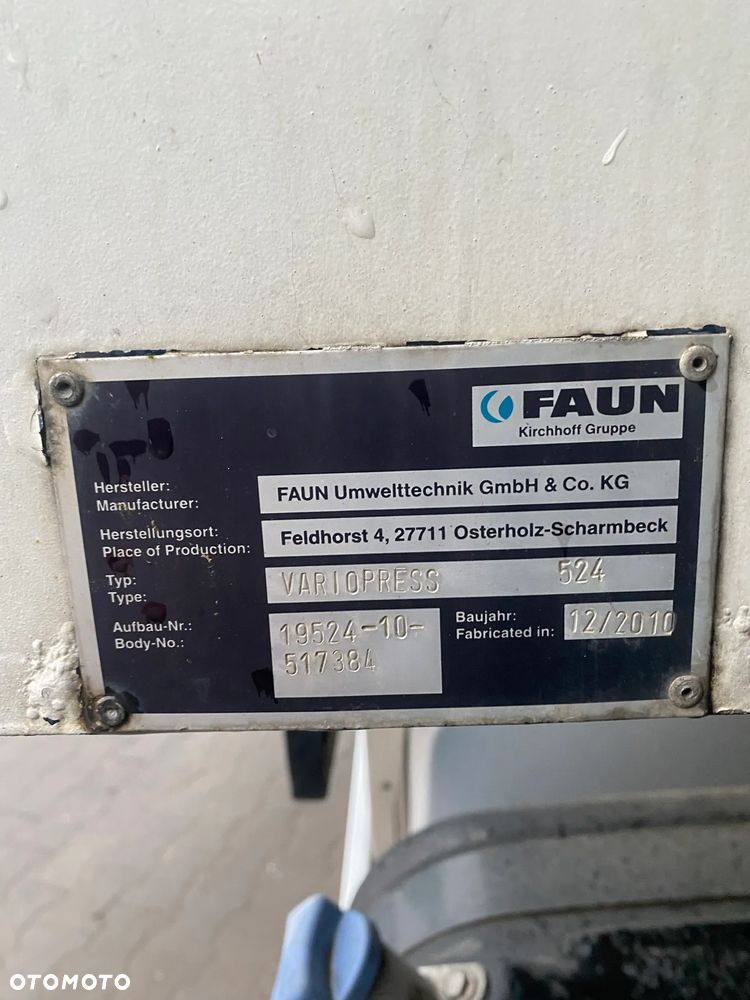 FAUN
Kirchhoff Gruppe
Hersteller:
Manufacturer:
FAUN Umwelttechnik GmbH & Co. KG
Herstellungsort:
Place of Production:
Feldhorst 4, 27711 Osterholz-Scharmbeck
Typ:
Type:
VARIOPRESS 524
Aufbau-Nr.:
Body-No.:
19524-10-
517384
Baujahr:
Fabricated in:
12/2010
OTOMOTO